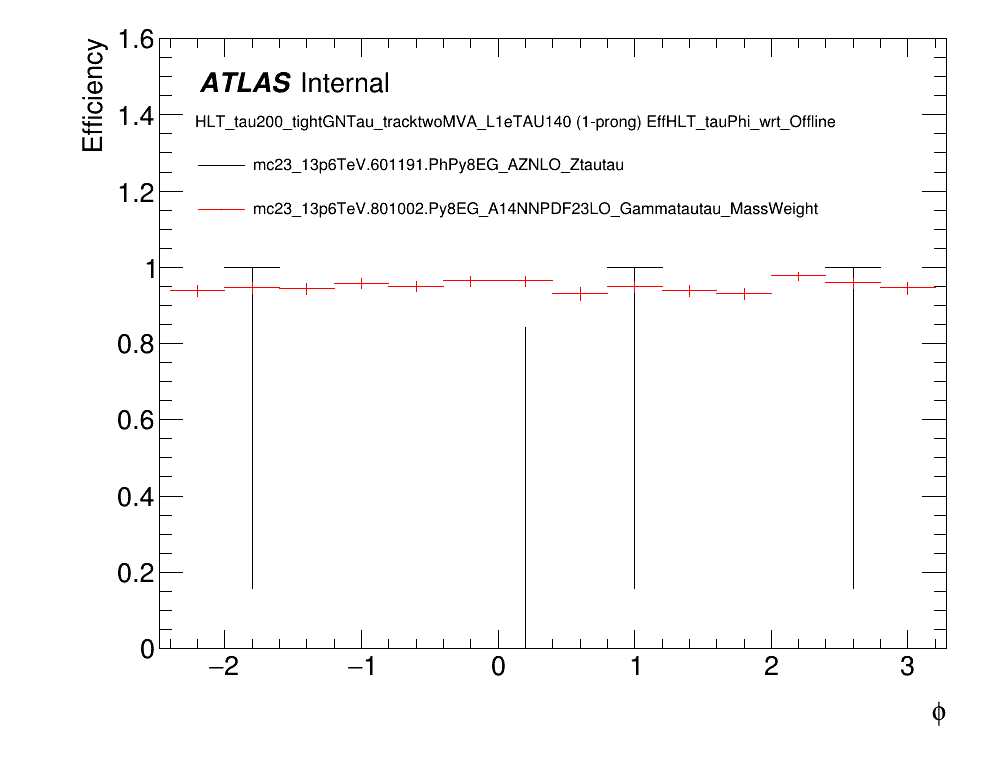 Efficiency
1.6
1.4
1.2
1
0.8
0.6
0.4
0.2
0
ATLAS Internal
HLT_tau200_tightGNTau_tracktwoMVA_L1eTAU140 (1-prong) EffHLT_tauPhi_wrt_Offline
mc23_13p6TeV.601191.PhPy8EG_AZNLO_Ztautau
mc23_13p6TeV.801002.Py8EG_A14NNPDF23LO_Gammatautau_MassWeight
−2 −1 0 1 2 3
ϕ